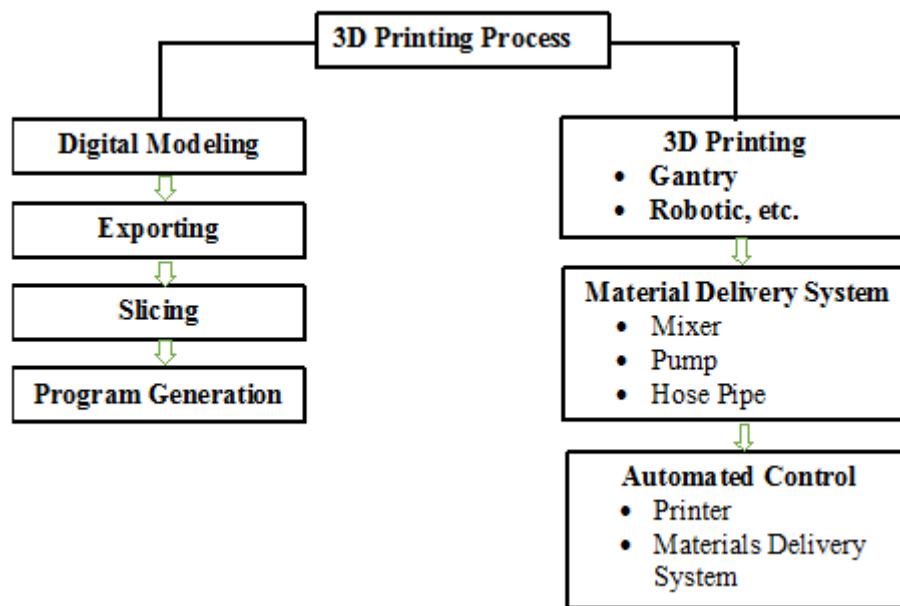 3D Printing Process
Digital Modeling
Exporting
Slicing
Program Generation
3D Printing
• Gantry
• Robotic, etc.
Material Delivery System
• Mixer
• Pump
• Hose Pipe
Automated Control
• Printer
• Materials Delivery
System